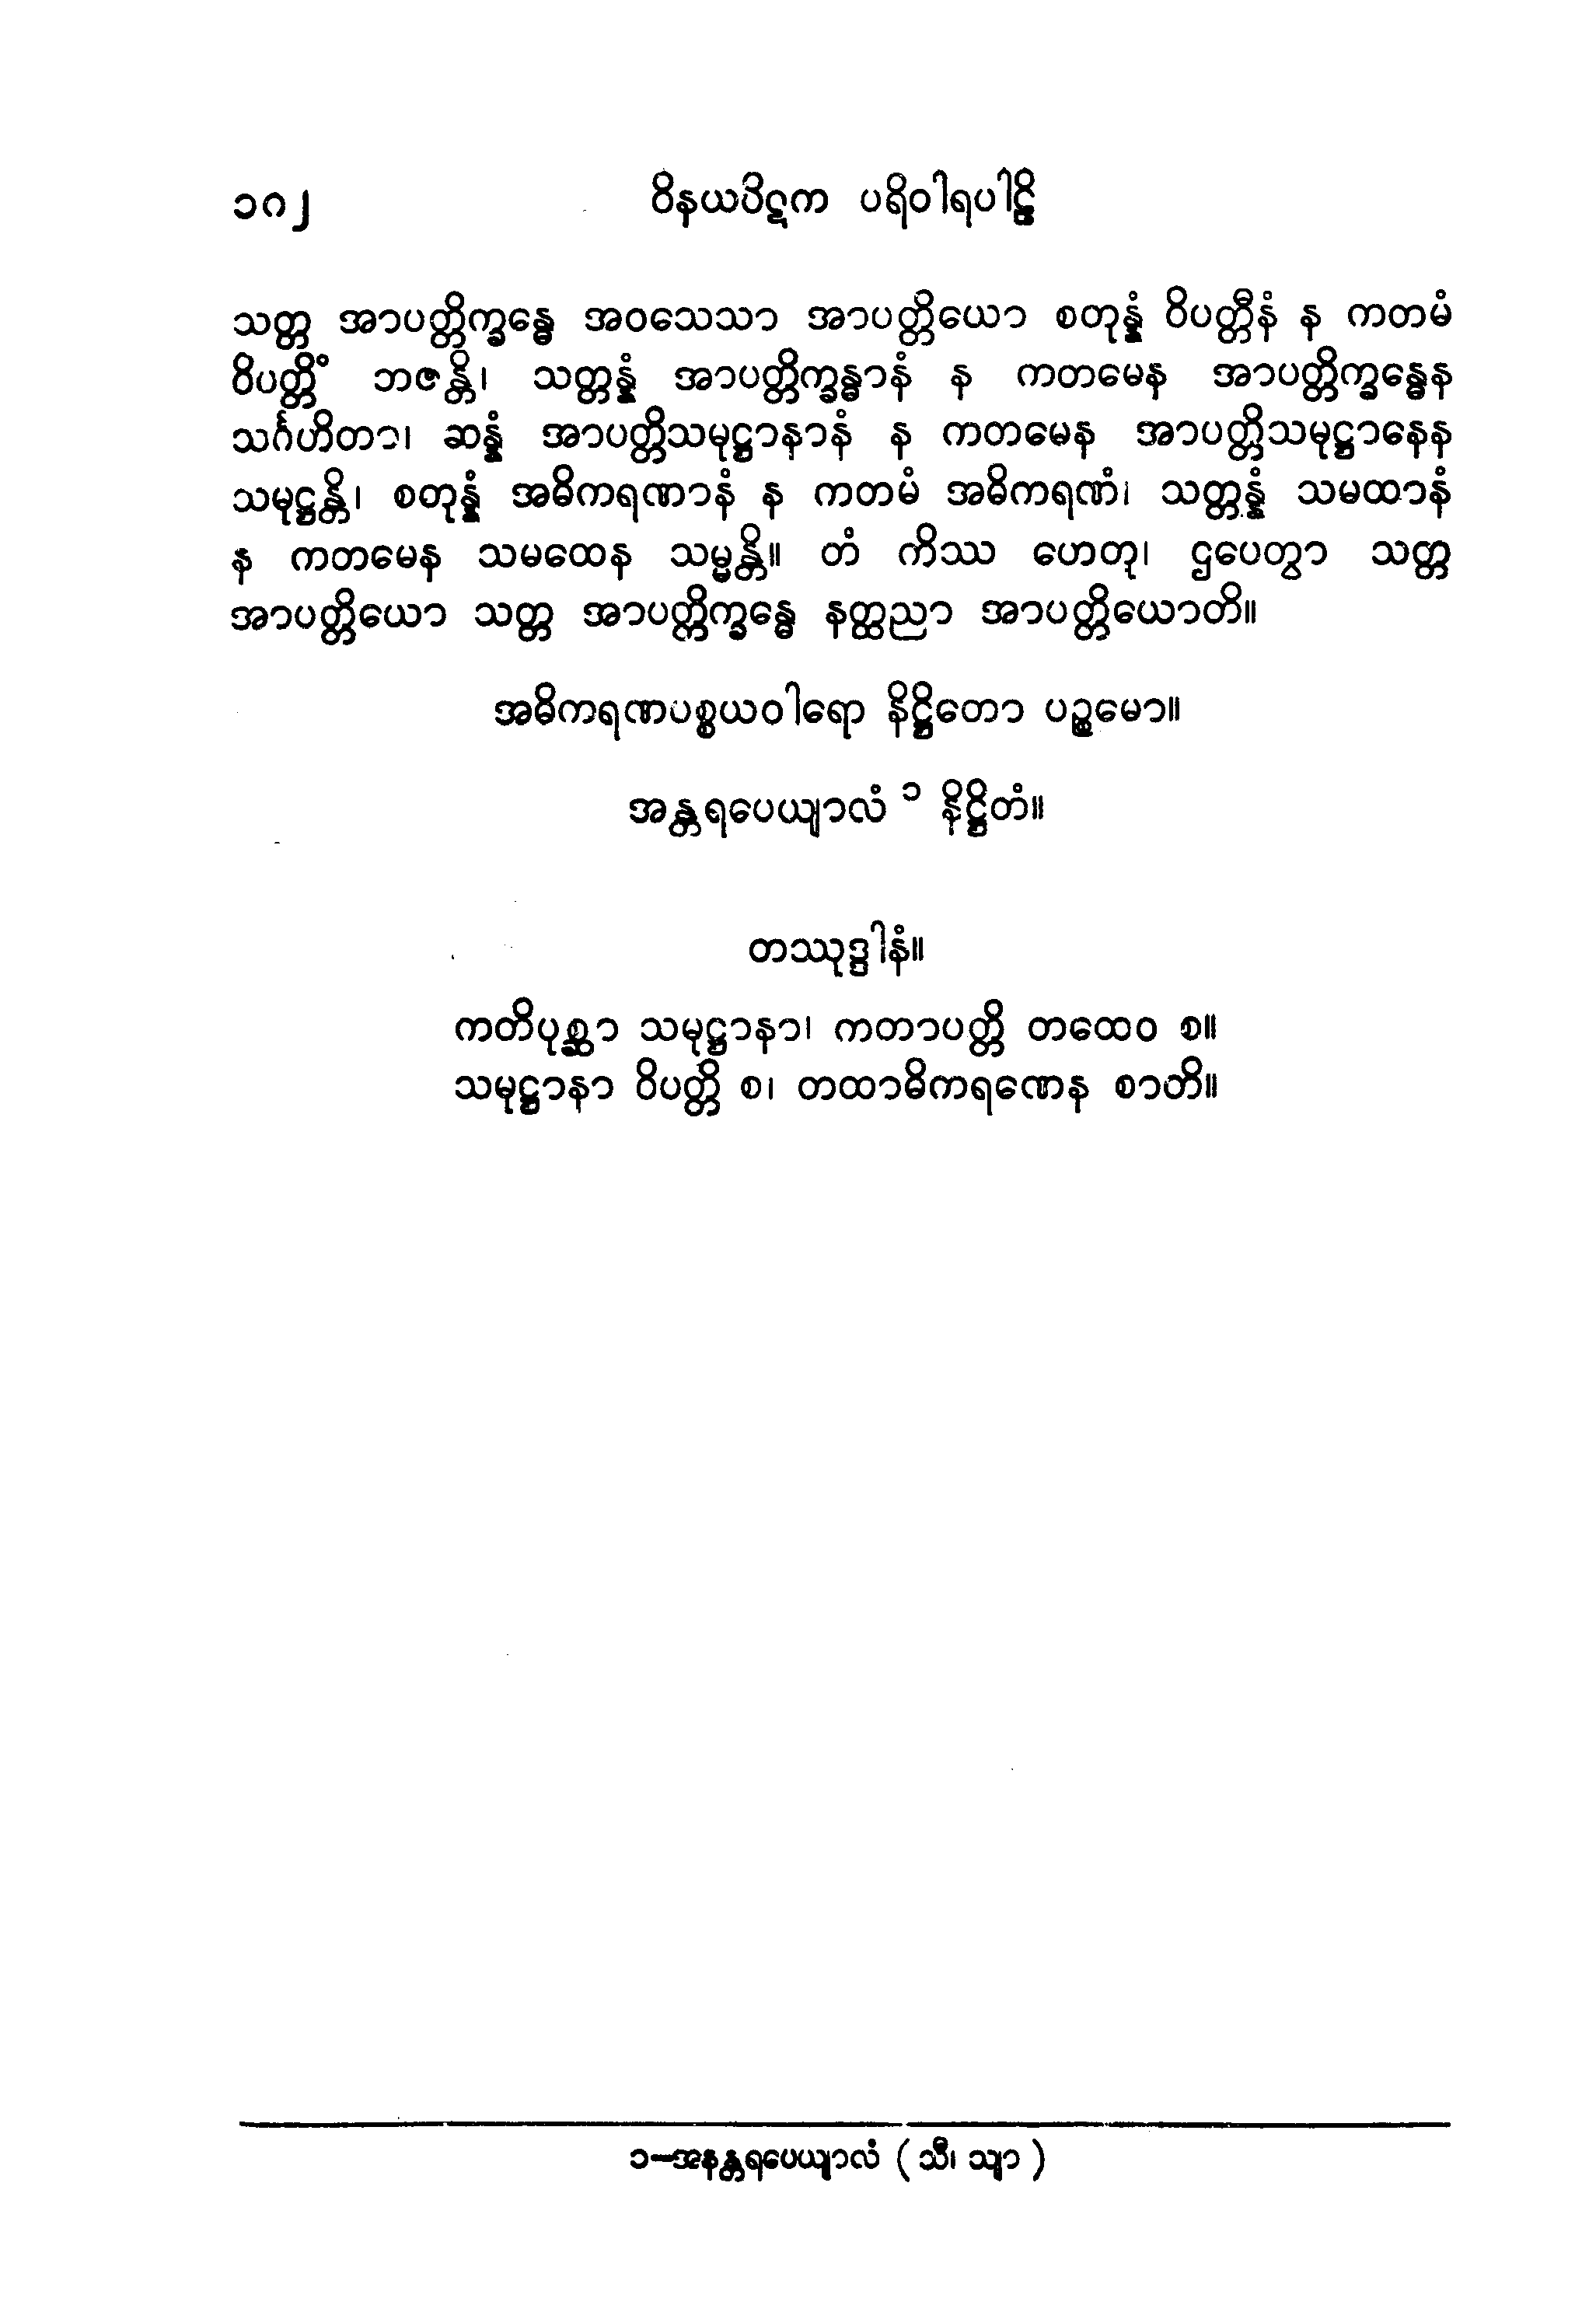 ၁၈၂ ဝိနယပိဋက ပရိဝါရပါဠိ
သတ္တ အာပတ္တိက္ခန္ဓေ အဝသေသာ အာပတ္တိယော စတုန္နံ ဝိပတ္တီနံ န ကတမံ
ဝိပတ္တိံ ဘဇန္တိ၊ သတ္တန္နံ အာပတ္တိက္ခန္ဓာနံ န ကတမေန အာပတ္တိက္ခန္ဓေန
သင်္ဂဟိတာ၊ ဆန္နံ အာပတ္တိသမုဋ္ဌာနာနံ န ကတမေန အာပတ္တိသမုဋ္ဌာနေန
သမုဋ္ဌန္တိ၊ စတုန္နံ အဓိကရဏာနံ န ကတမံ အဓိကရဏံ၊ သတ္တန္နံ သမထာနံ
န ကတမေန သမထေန သမ္မန္တိ။ တံ ကိဿ ဟေတု၊ ဌပေတွာ သတ္တ
အာပတ္တိယော သတ္တ အာပတ္တိက္ခန္ဓေ နတ္ထညာ အာပတ္တိယောတိ။
အဓိကရဏပစ္စယဝါရော နိဋ္ဌိတော ပဉ္စမော။
အန္တရပေယျာလံ ၁ နိဋ္ဌိတံ။
တဿုဒ္ဒါနံ။
ကတိပုစ္ဆာ သမုဋ္ဌာနာ၊ ကတာပတ္တိ တထေဝ စ။
သမုဋ္ဌာနာ ဝိပတ္တိ စ၊ တထာဓိကရဏေန စာတိ။
၁-အနန္တရပေယျာလံ ( သီ၊ သျာ )